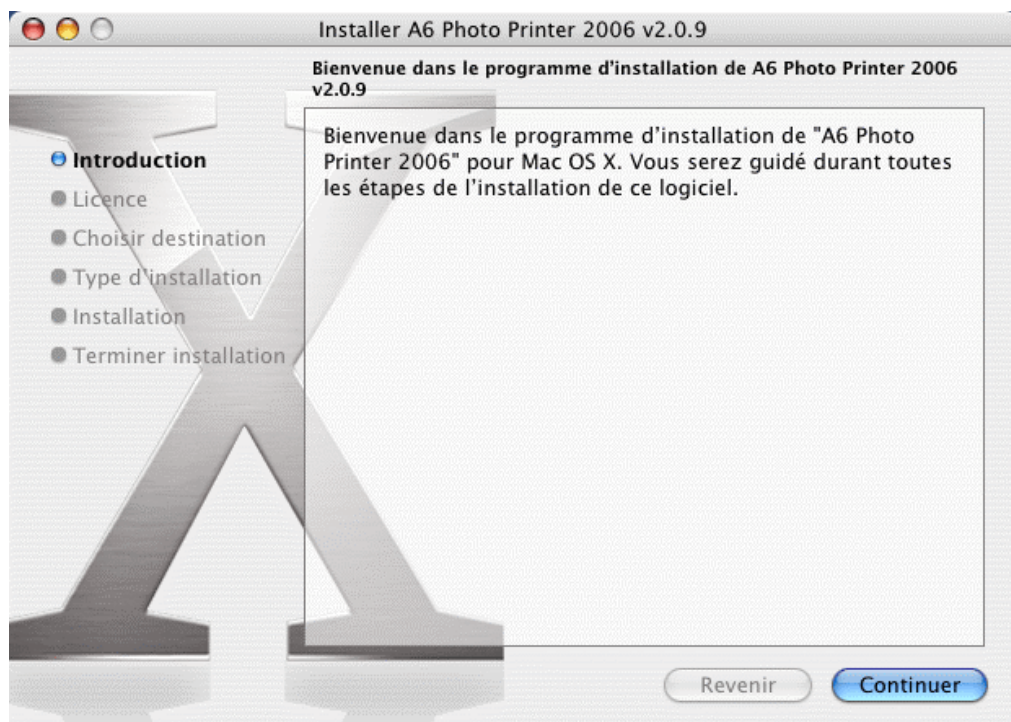 Installer A6 Photo Printer 2006 v2.0.9
Bienvenue dans le programme d’installation de A6 Photo Printer 2006
v2.0.9
Introduction
Licence
Choisir destination
Type d’installation
Installation
Terminer installation
Bienvenue dans le programme d’installation de "A6 Photo
Printer 2006" pour Mac OS X. Vous serez guidé durant toutes
les étapes de l’installation de ce logiciel.
Revenir
Continuer